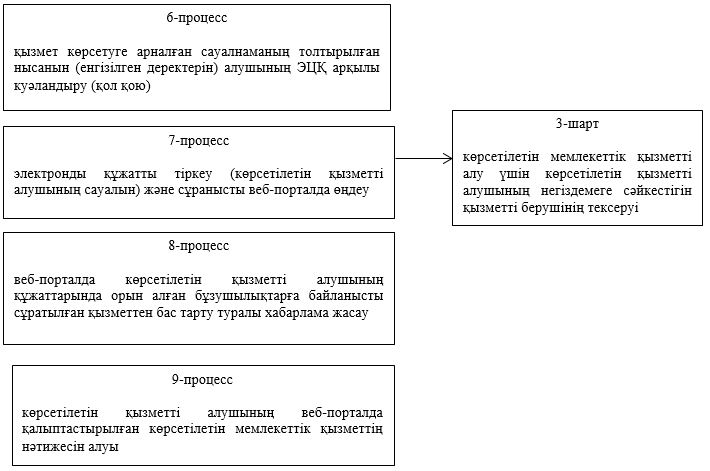 6-процесс
қызмет көрсетуге арналған сауалнаманың толтырылған
нысанын (енгізілген деректерін) алушының ЭЦҚ арқылы
куәландыру (қол қою)
7-процесс
электронды құжатты тіркеу (көрсетілетін қызметті
алушының сауалын) және сұранысты веб-порталда өңдеу
3-шарт
көрсетілетін мемлекеттік қызметті
алу үшін көрсетілетін қызметті
алушының негіздемеге сәйкестігін
қызметті берушінің тексеруі
8-процесс
веб-порталда көрсетілетін қызметті алушының
құжаттарында орын алған бұзушылықтарға байланысты
сұратылған қызметтен бас тарту туралы хабарлама жасау
9-процесс
көрсетілетін қызметті алушының веб-порталда
қалыптастырылған көрсетілетін мемлекеттік қызметтің
нәтижесін алуы